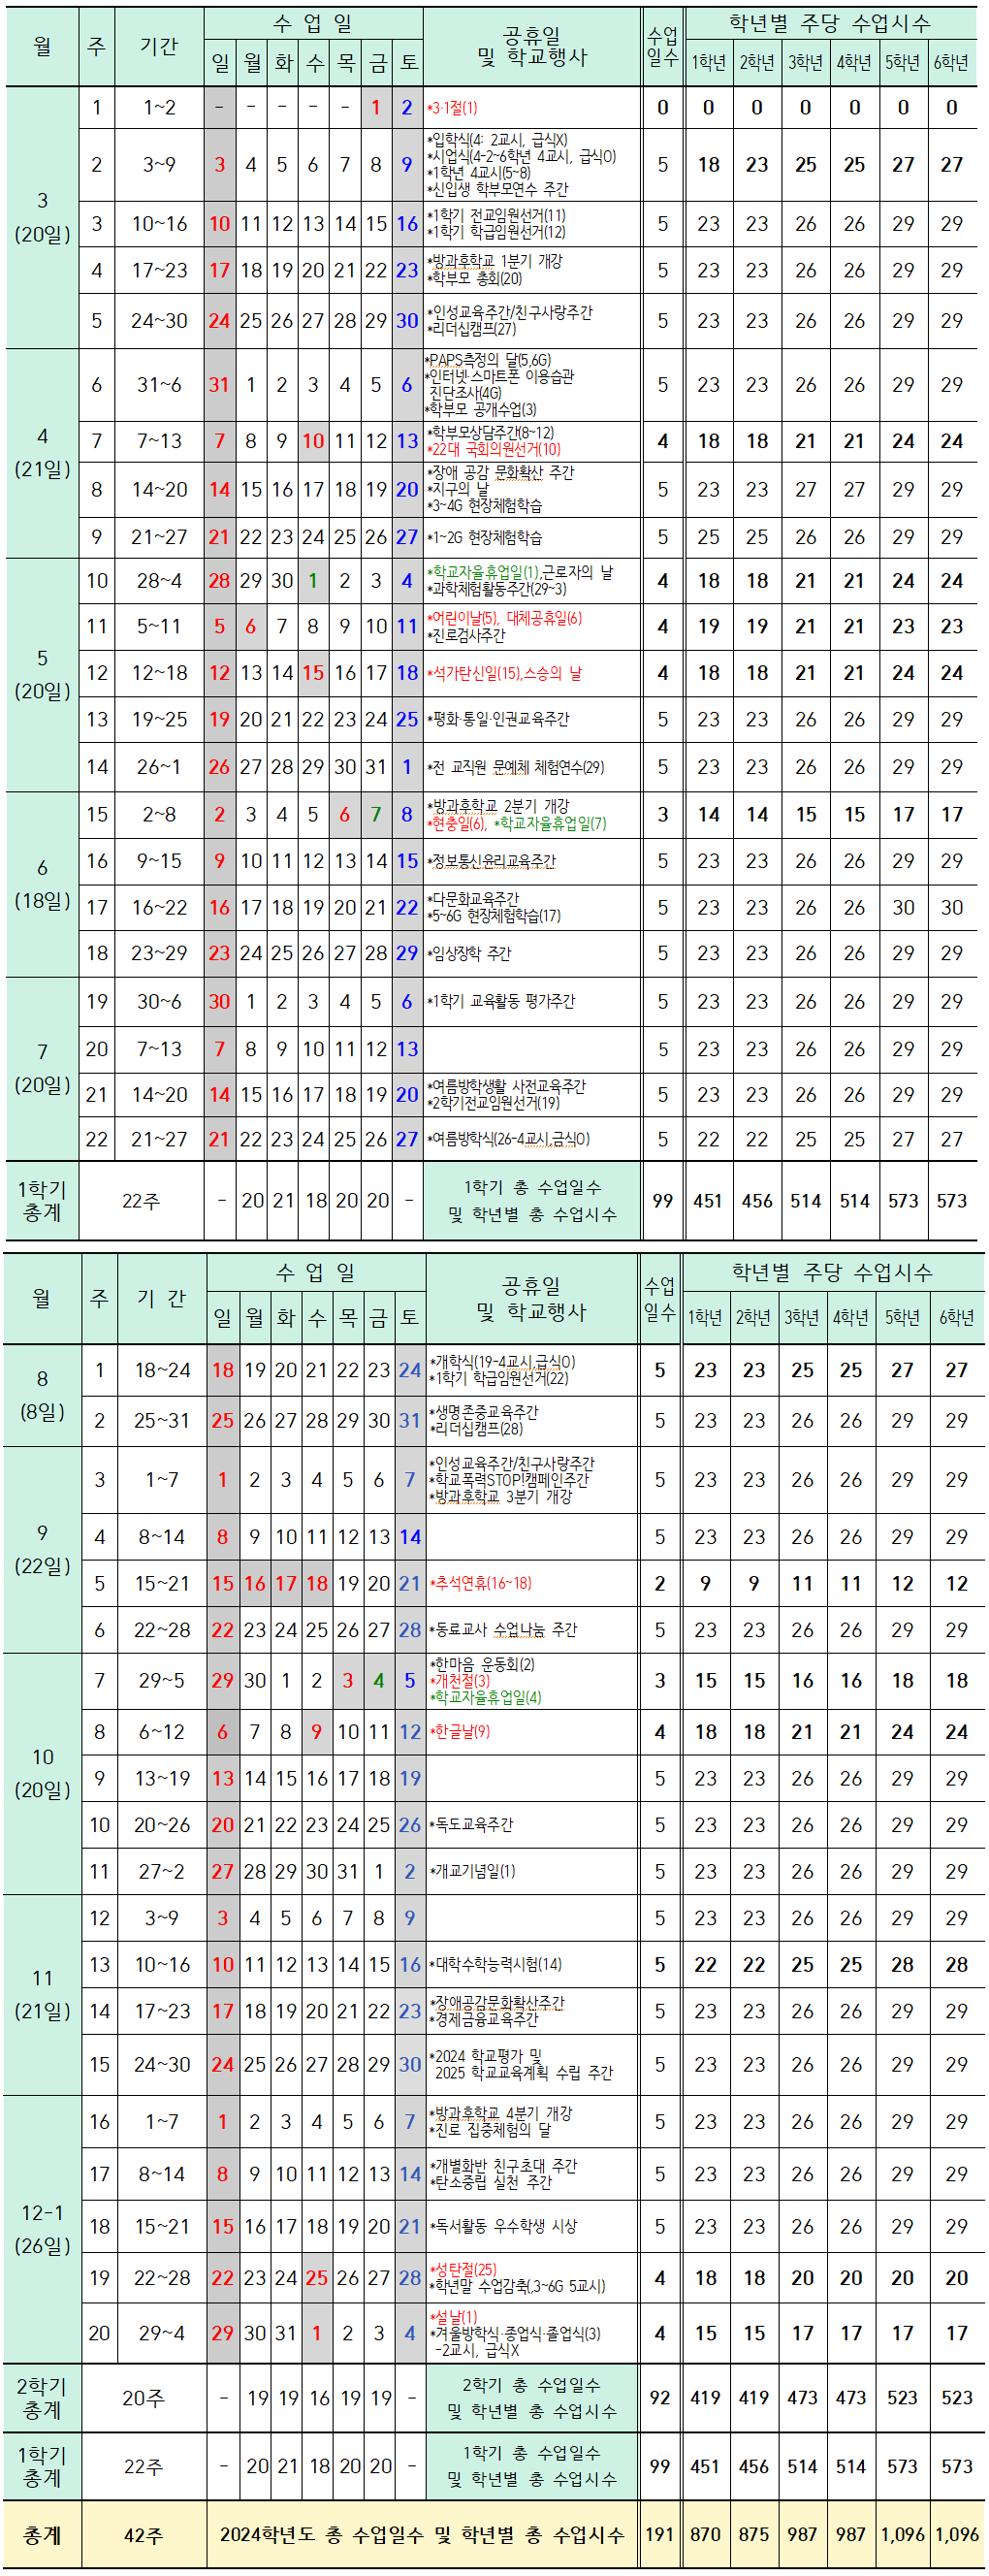 월 주 기간 수 업 일 공휴일 및 학교행사 수업일수 학년별 주당 수업시수
일 월 화 수 목 금 토 1학년 2학년 3학년 4학년 5학년 6학년
3
(20일)
1 1~2 - - - - - 1 2 *3·1절(1) 0 0 0 0 0 0 0
2 3~9 3 4 5 6 7 8 9 *입학식(4: 2교시, 급식X)
*시업식(4-2~6학년 4교시, 급식O)
*1학년 4교시(5~8)
*신입생 학부모연수 주간
5 18 23 25 25 27 27
3 10~16 10 11 12 13 14 15 16 *1학기 전교임원선거(11)
*1학기 학급임원선거(12)
5 23 23 26 26 29 29
4 17~23 17 18 19 20 21 22 23 *방과후학교 1분기 개강
*학부모 총회(20)
5 23 23 26 26 29 29
5 24~30 24 25 26 27 28 29 30 *인성교육주간/친구사랑주간
*리더십캠프(27)
5 23 23 26 26 29 29
4
(21일)
6 31~6 31 1 2 3 4 5 6 *PAPS측정의 달(5,6G)
*인터넷·스마트폰 이용습관
진단조사(4G)
*학부모 공개수업(3)
5 23 23 26 26 29 29
7 7~13 7 8 9 10 11 12 13 *학부모상담주간(8~12)
*22대 국회의원선거(10)
4 18 18 21 21 24 24
8 14~20 14 15 16 17 18 19 20 *장애 공감 문화확산 주간
*지구의 날
*3~4G 현장체험학습
5 23 23 27 27 29 29
9 21~27 21 22 23 24 25 26 27 *1~2G 현장체험학습 5 25 25 26 26 29 29
5
(20일)
10 28~4 28 29 30 1 2 3 4 *학교자율휴업일(1),근로자의 날
*과학체험활동주간(29~3)
4 18 18 21 21 24 24
11 5~11 5 6 7 8 9 10 11 *어린이날(5), 대체공휴일(6)
*진로검사주간
4 19 19 21 21 23 23
12 12~18 12 13 14 15 16 17 18 *석가탄신일(15),스승의 날 4 18 18 21 21 24 24
13 19~25 19 20 21 22 23 24 25 *평화·통일·인권교육주간 5 23 23 26 26 29 29
14 26~1 26 27 28 29 30 31 1 *전 교직원 문예체 체험연수(29) 5 23 23 26 26 29 29
6
(18일)
15 2~8 2 3 4 5 6 7 8 *방과후학교 2분기 개강
*현충일(6), *학교자율휴업일(7)
3 14 14 15 15 17 17
16 9~15 9 10 11 12 13 14 15 *정보통신윤리교육주간 5 23 23 26 26 29 29
17 16~22 16 17 18 19 20 21 22 *다문화교육주간
*5~6G 현장체험학습(17)
5 23 23 26 26 30 30
18 23~29 23 24 25 26 27 28 29 *임상장학 주간 5 23 23 26 26 29 29
7
(20일)
19 30~6 30 1 2 3 4 5 6 *1학기 교육활동 평가주간 5 23 23 26 26 29 29
20 7~13 7 8 9 10 11 12 13 5 23 23 26 26 29 29
21 14~20 14 15 16 17 18 19 20 *여름방학생활 사전교육주간
*2학기전교임원선거(19)
5 23 23 26 26 29 29
22 21~27 21 22 23 24 25 26 27 *여름방학식(26-4교시,금식O) 5 22 22 25 25 27 27
1학기 총계 22주 - 20 21 18 20 20 - 1학기 총 수업일수
및 학년별 총 수업시수
99 451 456 514 514 573 573
월 주 기 간 수 업 일 공휴일 및 학교행사 수업일수 학년별 주당 수업시수
일 월 화 수 목 금 토 1학년 2학년 3학년 4학년 5학년 6학년
8
(8일)
1 18~24 18 19 20 21 22 23 24 *개학식(19-4교시,급식O)
*1학기 학급임원선거(22)
5 23 23 25 25 27 27
2 25~31 25 26 27 28 29 30 31 *생명존중교육주간
*리더십캠프(28)
5 23 23 26 26 29 29
9
(22일)
3 1~7 1 2 3 4 5 6 7 *인성교육주간/친구사랑주간
*학교폭력STOP!캠페인주간
*방과후학교 3분기 개강
5 23 23 26 26 29 29
4 8~14 8 9 10 11 12 13 14 5 23 23 26 26 29 29
5 15~21 15 16 17 18 19 20 21 *추석연휴(16~18) 2 9 9 11 11 12 12
6 22~28 22 23 24 25 26 27 28 *동료교사 수업나눔 주간 5 23 23 26 26 29 29
10
(20일)
7 29~5 29 30 1 2 3 4 5 *한마음 운동회(2)
*개천절(3)
*학교자율휴업일(4)
3 15 15 16 16 18 18
8 6~12 6 7 8 9 10 11 12 *한글날(9) 4 18 18 21 21 24 24
9 13~19 13 14 15 16 17 18 19 5 23 23 26 26 29 29
10 20~26 20 21 22 23 24 25 26 *독도교육주간 5 23 23 26 26 29 29
11 27~2 27 28 29 30 31 1 2 *개교기념일(1) 5 23 23 26 26 29 29
11
(21일)
12 3~9 3 4 5 6 7 8 9 5 23 23 26 26 29 29
13 10~16 10 11 12 13 14 15 16 *대학수학능력시험(14) 5 22 22 25 25 28 28
14 17~23 17 18 19 20 21 22 23 *장애공감문화확산주간
*경제금융교육주간
5 23 23 26 26 29 29
15 24~30 24 25 26 27 28 29 30 *2024 학교평가 및
2025 학교교육계획 수립 주간
5 23 23 26 26 29 29
12-1
(26일)
16 1~7 1 2 3 4 5 6 7 *방과후학교 4분기 개강
*진로 집중체험의 달
5 23 23 26 26 29 29
17 8~14 8 9 10 11 12 13 14 *개별화반 친구초대 주간
*탄소중립 실천 주간
5 23 23 26 26 29 29
18 15~21 15 16 17 18 19 20 21 *독서활동 우수학생 시상 5 23 23 26 26 29 29
19 22~28 22 23 24 25 26 27 28 *성탄절(25)
*학년말 수업감축(,3~6G 5교시)
4 18 18 20 20 20 20
20 29~4 29 30 31 1 2 3 4 *설날(1)
*겨울방학식·종업식·졸업식(3)
-2교시, 급식X
4 15 15 17 17 17 17
2학기 총계 20주 - 19 19 16 19 19 - 2학기 총 수업일수
및 학년별 총 수업시수
92 419 419 473 473 523 523
1학기 총계 22주 - 20 21 18 20 20 - 1학기 총 수업일수
및 학년별 총 수업시수
99 451 456 514 514 573 573
총계 42주 2024학년도 총 수업일수 및 학년별 총 수업시수 191 870 875 987 987 1,096 1,096